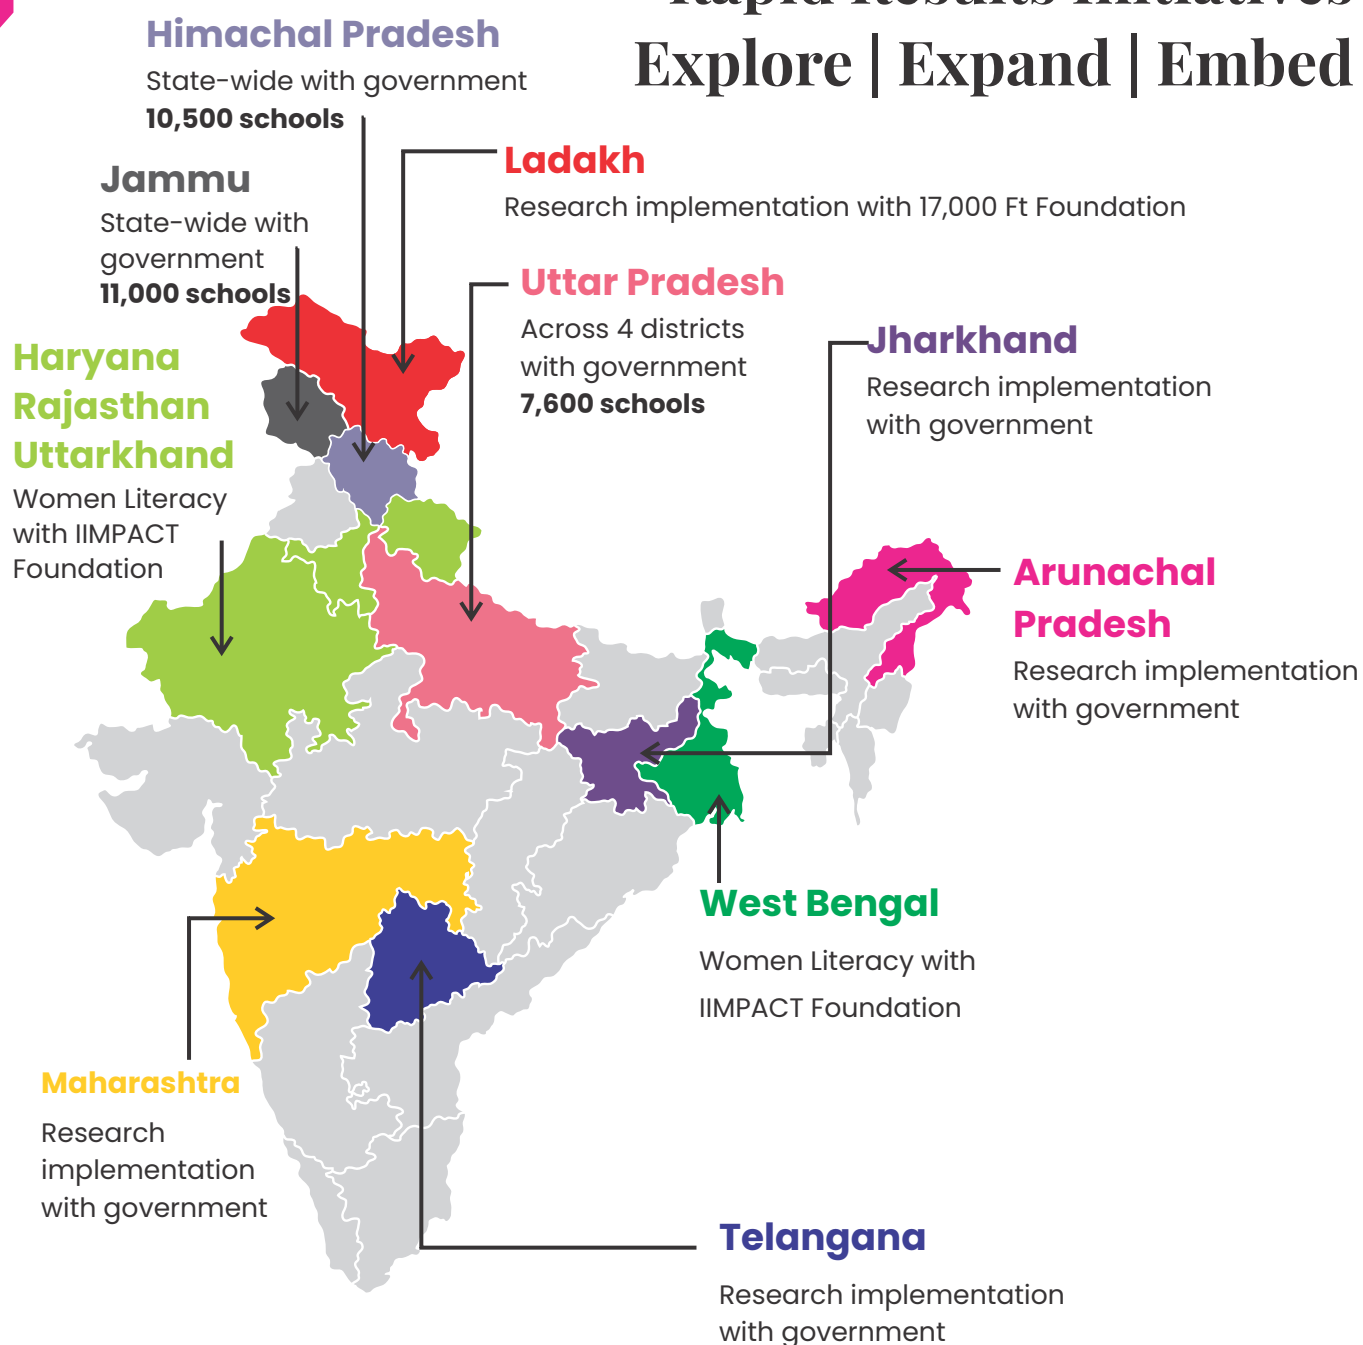 Rapid Results Initiatives
Explore | Expand | Embed
Himachal Pradesh
State-wide with government
10,500 schools
Ladakh
Research implementation with 17,000 Ft Foundation
Jammu
State-wide with
government
11,000 schools
Uttar Pradesh
Across 4 districts
with government
7,600 schools
Jharkhand
Research implementation
with government
Haryana
Rajasthan
Uttarkhand
Women Literacy
with IIMPACT
Foundation
Arunachal
Pradesh
Research implementation
with government
West Bengal
Women Literacy with
IIMPACT Foundation
Maharashtra
Research
implementation
with government
Telangana
Research implementation
with government